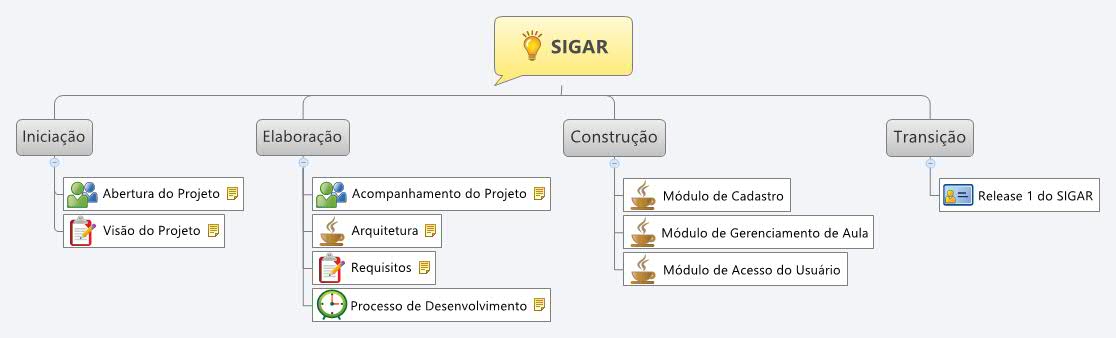 SIGAR
Iniciação
Elaboração
Construção
Transição
Abertura do Projeto
Visão do Projeto
Acompanhamento do Projeto
Arquitetura
Requisitos
Processo de Desenvolvimento
Módulo de Cadastro
Módulo de Gerenciamento de Aula
Módulo de Acesso do Usuário
Release 1 do SIGAR